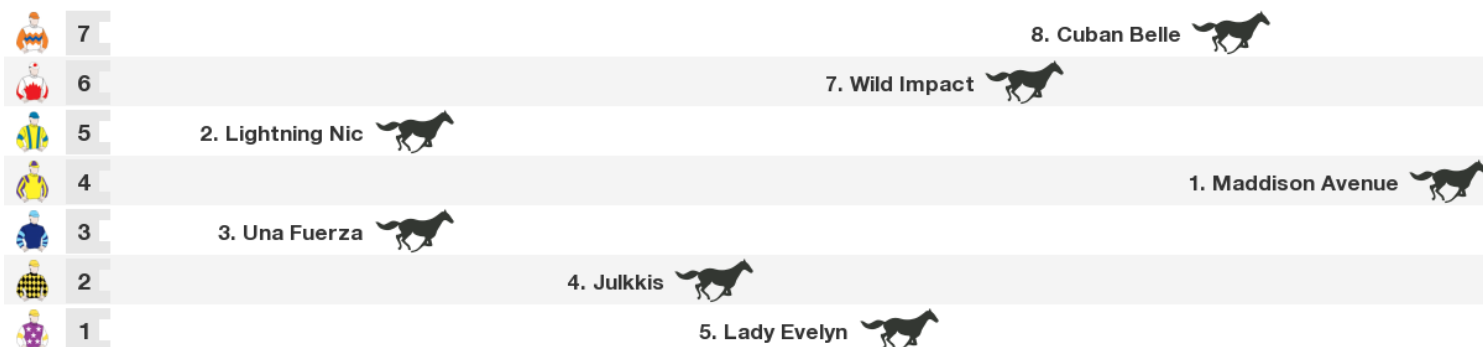 7 8. Cuban Belle
6 7. Wild Impact
5 2. Lightning Nic
4 1. Maddison Avenue
3 3. Una Fuerza
2 4. Julkkis
1 5. Lady Evelyn